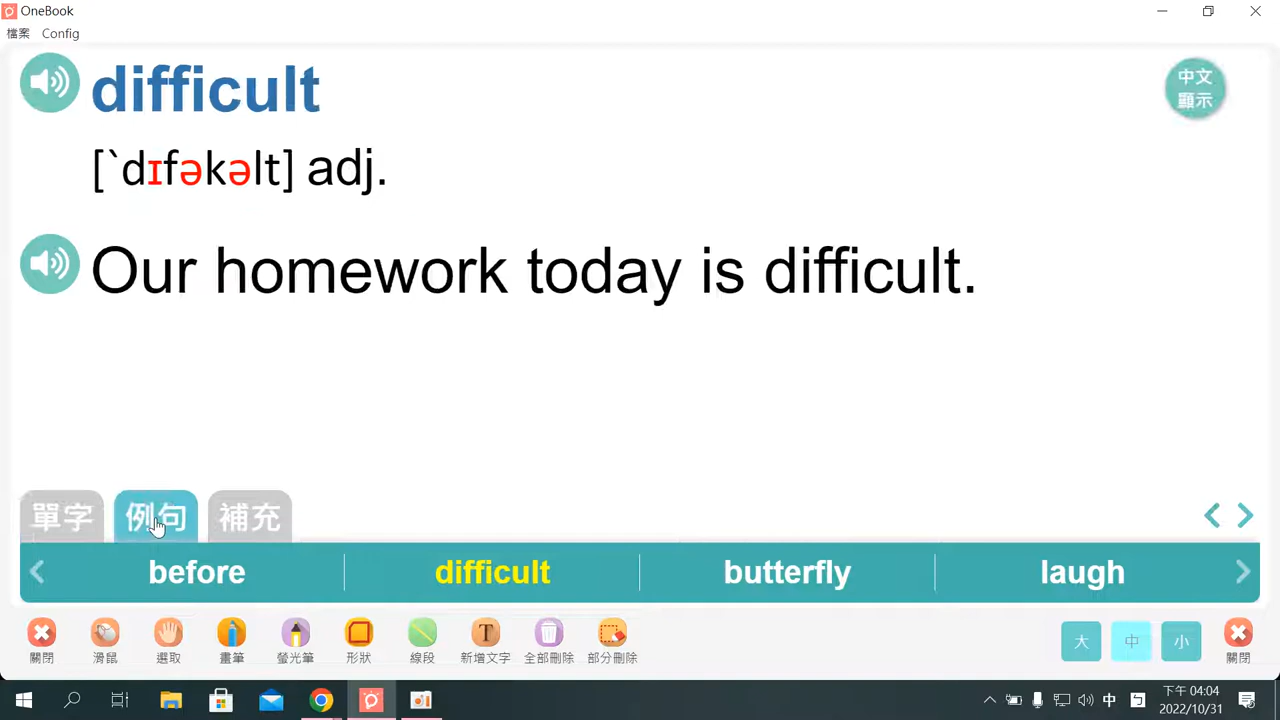 OneBook
檔案 Config
difficult
中文
顯示
[ˋdɪfəkəlt] adj.
Our homework today is difficult.
單字 例句 補充
before difficult butterfly laugh
關閉 滑鼠 選取 畫筆 螢光筆 形狀 線段 新增文字 全部刪除 部分刪除 大 中 小 關閉
中 下午 04:04
2022/10/31